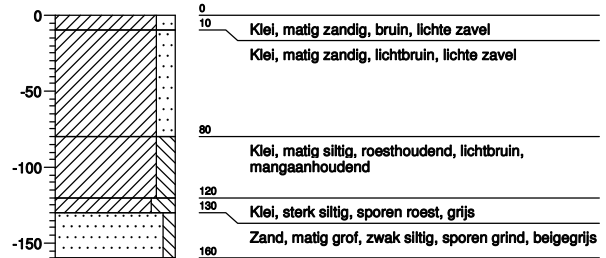 0
-50
-100
-150
0
10
Klei, matig zandig, bruin, lichte zavel
Klei, matig zandig, lichtbruin, lichte zavel
80
Klei, matig siltig, roesthoudend, lichtbruin,
mangaanhoudend
120
130
Klei, sterk siltig, sporen roest, grijs
Zand, matig grof, zwak siltig, sporen grind, beigegrijs
160